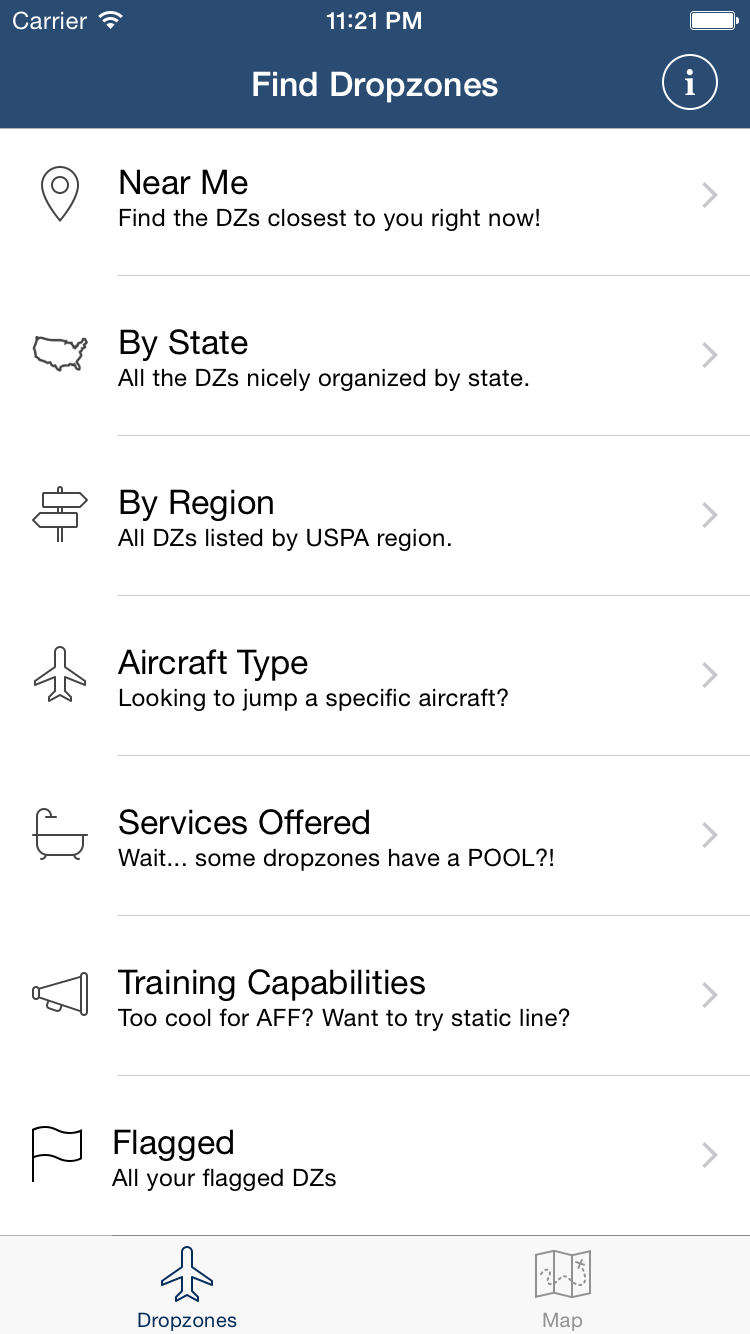 Carrier 11:21 PM
Find Dropzones i
Near Me
Find the DZs closest to you right now!
By State
All the DZs nicely organized by state.
By Region
All DZs listed by USPA region.
Aircraft Type
Looking to jump a specific aircraft?
Services Offered
Wait... some dropzones have a POOL?!
Training Capabilities
Too cool for AFF? Want to try static line?
Flagged
All your flagged DZs
Dropzones Map